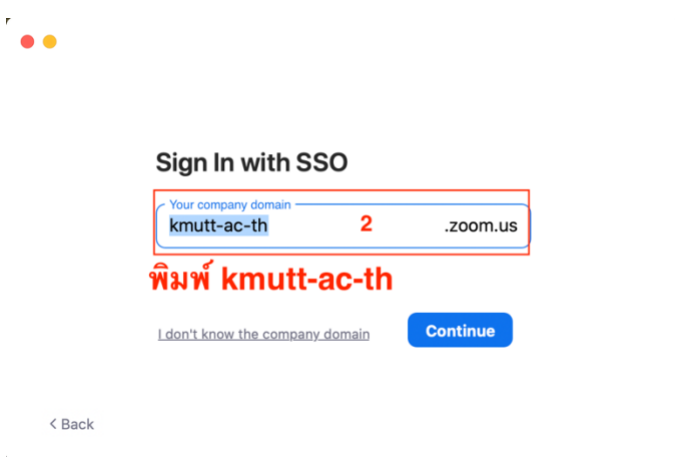 Sign In with SSO
Your company domain
kmutt-ac-th 2 .zoom.us
พิมพ์ kmutt-ac-th
I don't know the company domain Continue
< Back